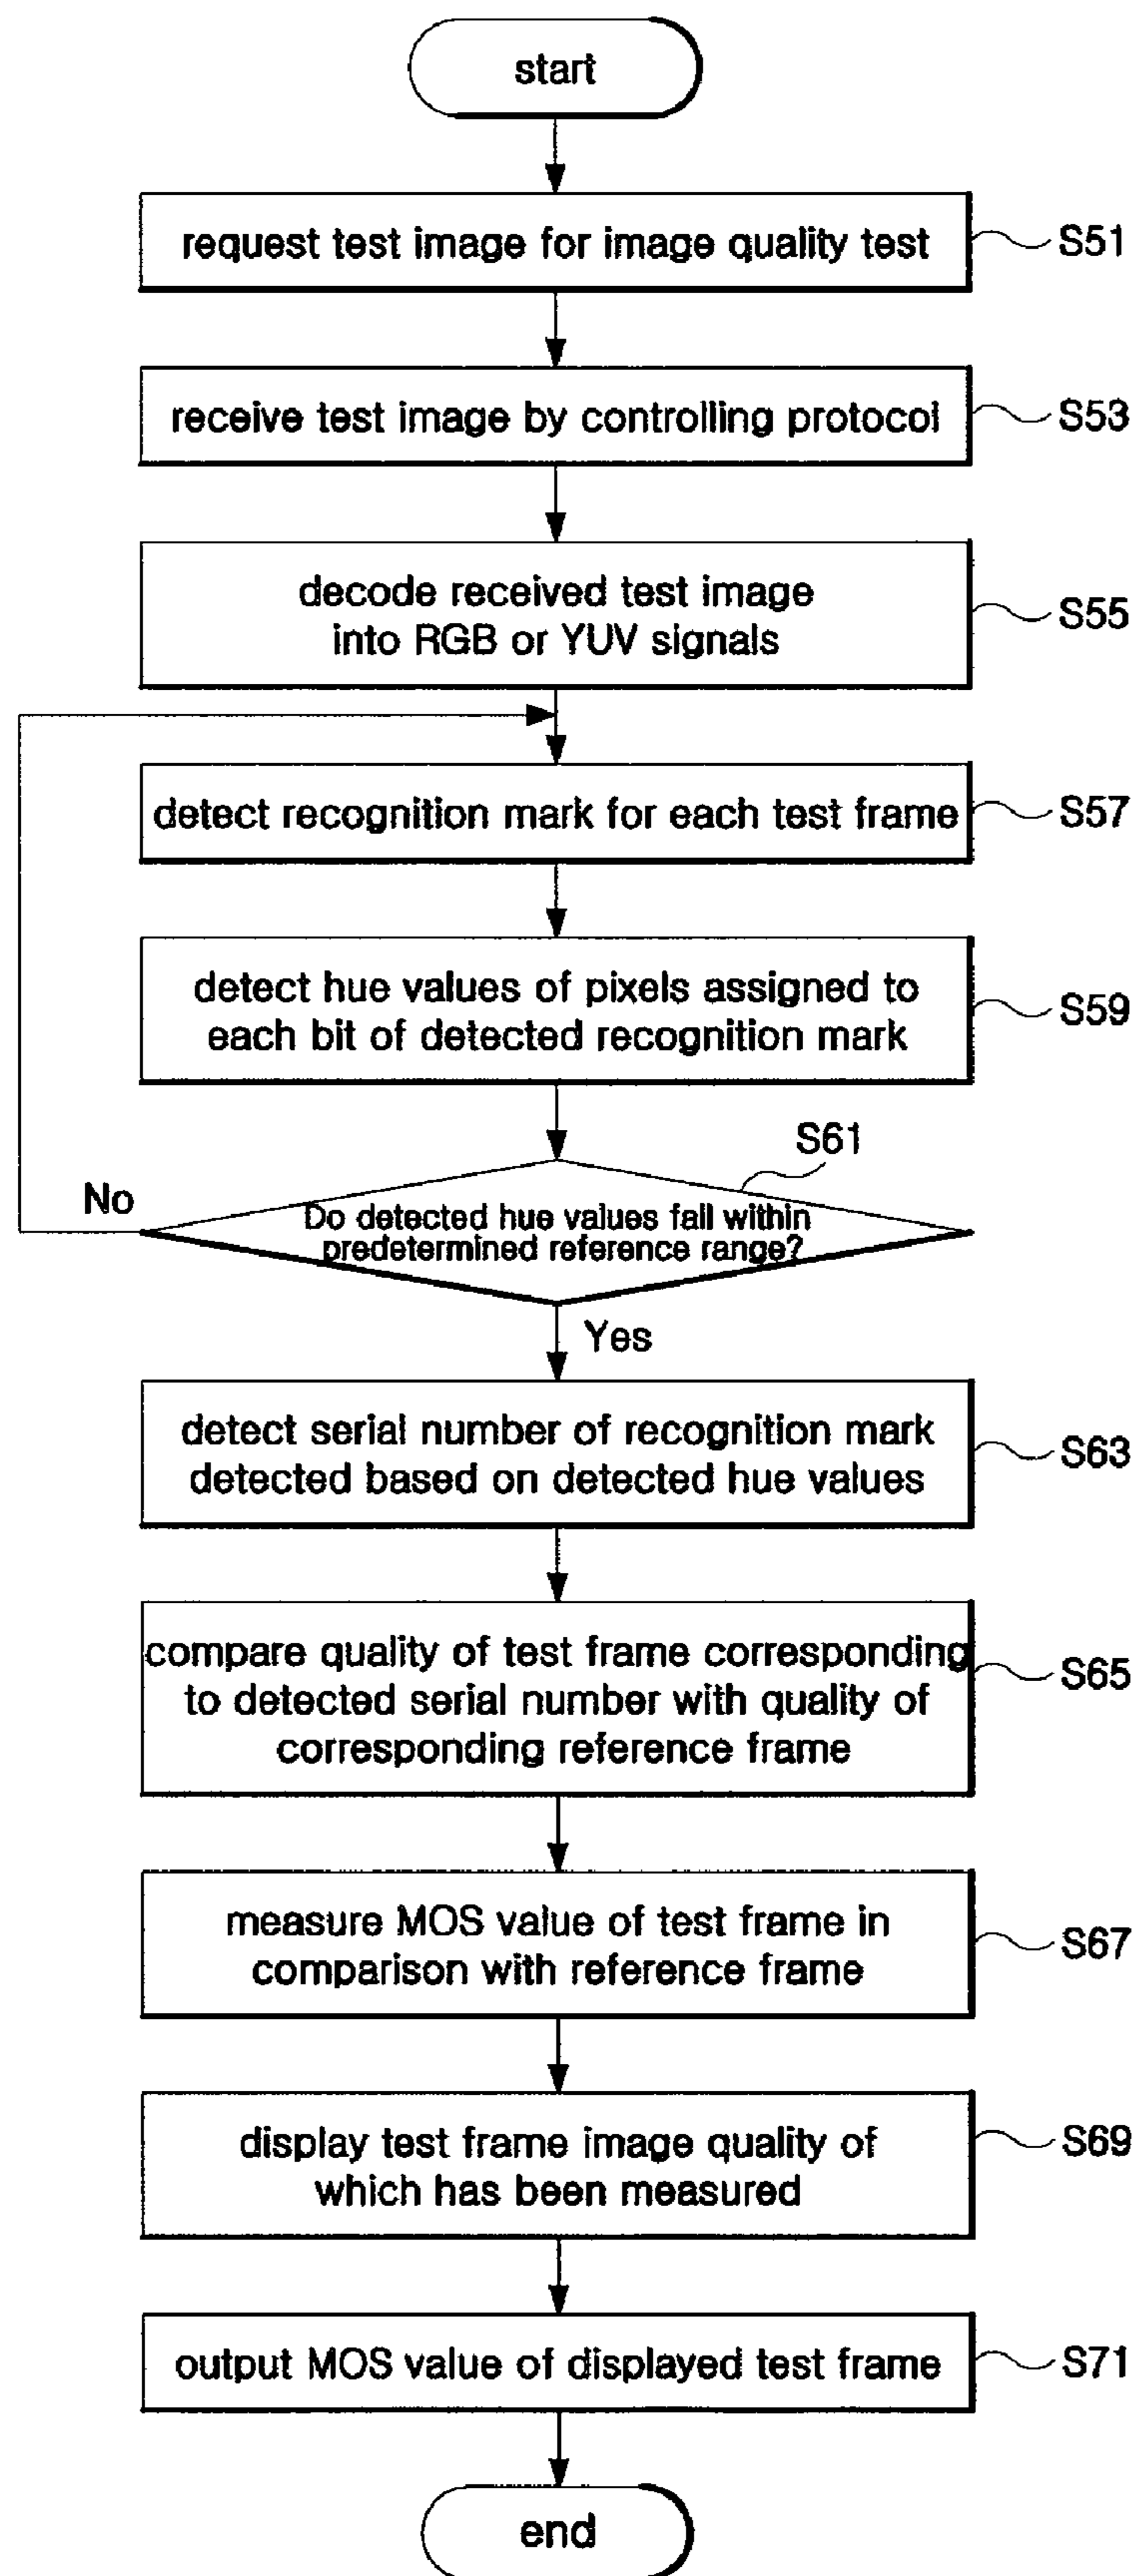 start
request test image for image quality test
S51
receive test image by controlling protocol
S53
decode received test image
into RGB or YUV signals
S55
detect recognition mark for each test frame
S57
detect hue values of pixels assigned to
each bit of detected recognition mark
S59
S61
No
Do detected hue values fall within
predetermined reference range?
Yes
detect serial number of recognition mark
detected based on detected hue values
S63
compare quality of test frame corresponding
to detected serial number with quality of
corresponding reference frame
S65
measure MOS value of test frame in
comparison with reference frame
S67
display test frame image quality of
which has been measured
S69
output MOS value of displayed test frame
S71
end